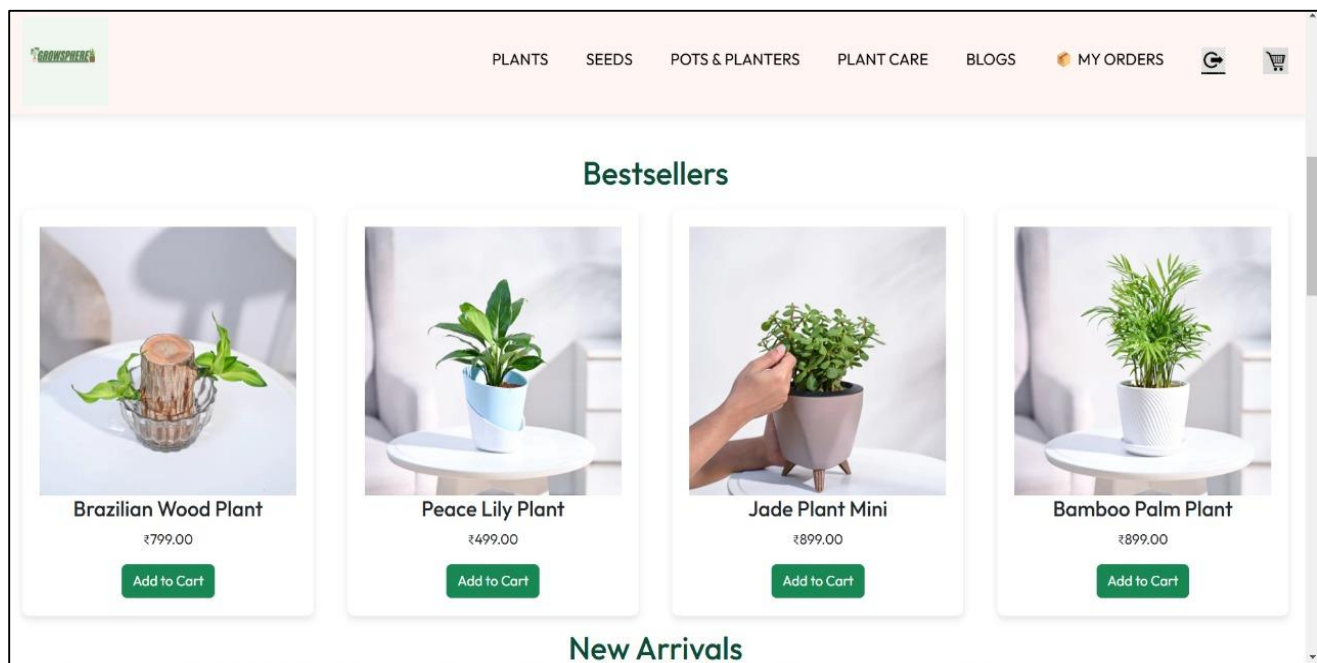 GROWSPHERE
PLANTS SEEDS POTS & PLANTERS PLANT CARE BLOGS MY ORDERS
Bestsellers
Brazilian Wood Plant Peace Lily Plant Jade Plant Mini Bamboo Palm Plant
₹799.00 ₹499.00 ₹899.00 ₹899.00
Add to Cart Add to Cart Add to Cart Add to Cart
New Arrivals